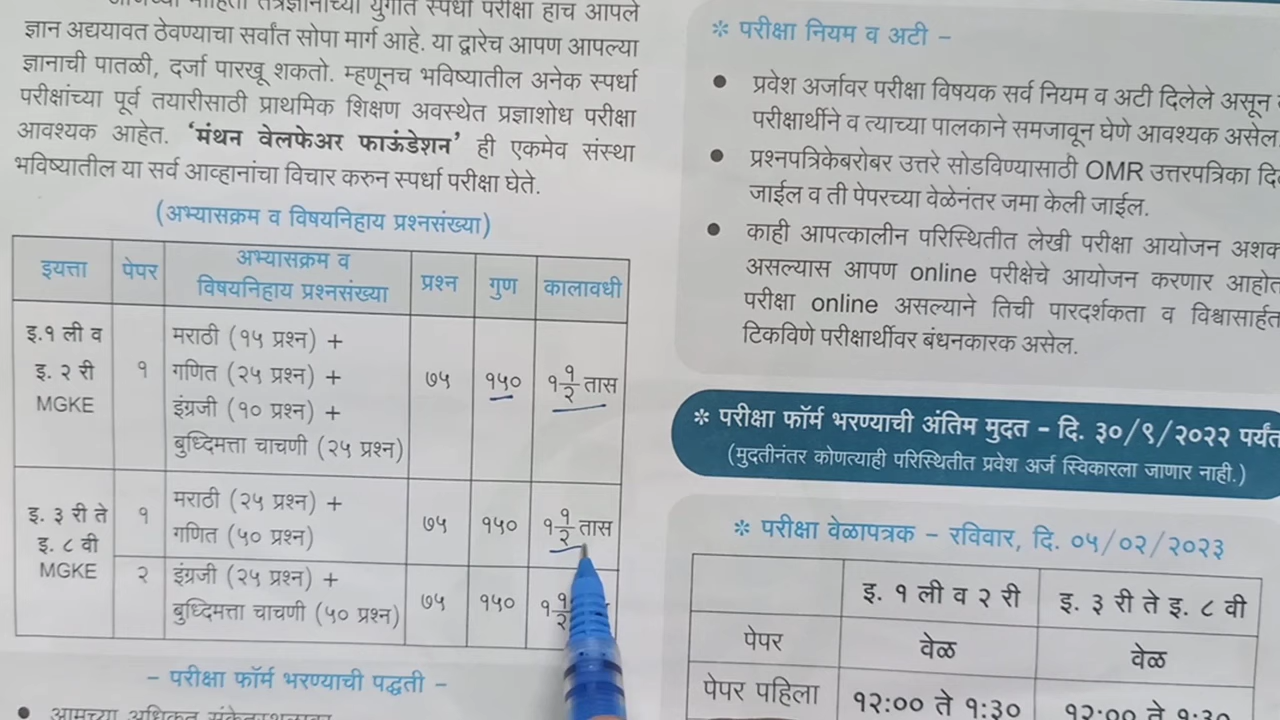 ज्ञान अद्ययावत ठेवण्याचा सर्वांत सोपा मार्ग आहे. या द्वारेच आपण आपल्या
ज्ञानाची पातळी, दर्जा पारखू शकतो. म्हणूनच भविष्यातील अनेक स्पर्धा
परीक्षांच्या पूर्व तयारीसाठी प्राथमिक शिक्षण अवस्थेत प्रज्ञाशोध परीक्षा
आवश्यक आहेत. ‘मंथन वेलफेअर फाऊंडेशन’ ही एकमेव संस्था
भविष्यातील या सर्व आव्हानांचा विचार करुन स्पर्धा परीक्षा घेते.
(अभ्यासक्रम व विषयनिहाय प्रश्नसंख्या)
इयत्ता पेपर अभ्यासक्रम व विषयनिहाय प्रश्नसंख्या प्रश्न गुण कालावधी
इ.१ ली व
इ. २ री
MGKE
१
मराठी (१५ प्रश्न) +
गणित (२५ प्रश्न) +
इंग्रजी (१० प्रश्न) +
बुध्दिमत्ता चाचणी (२५ प्रश्न)
७५ १५० १ १/२ तास
इ. ३ री ते
इ. ८ वी
MGKE
१
मराठी (२५ प्रश्न) +
गणित (५० प्रश्न)
७५ १५० १ १/२ तास
२
इंग्रजी (२५ प्रश्न) +
बुध्दिमत्ता चाचणी (५० प्रश्न)
७५ १५०
- परीक्षा फॉर्म भरण्याची पध्दती -
* परीक्षा नियम व अटी -
● प्रवेश अर्जावर परीक्षा विषयक सर्व नियम व अटी दिलेले असून
परीक्षार्थीने व त्याच्या पालकाने समजावून घेणे आवश्यक असेल
● प्रश्नपत्रिकेबरोबर उत्तरे सोडविण्यासाठी OMR उत्तरपत्रिका
जाईल व ती पेपरच्या वेळेनंतर जमा केली जाईल.
● काही आपत्कालीन परिस्थितीत लेखी परीक्षा आयोजन
असल्यास आपण online परीक्षेचे आयोजन करणार आहोत
परीक्षा online असल्याने तिची पारदर्शकता व
टिकविणे परीक्षार्थीवर बंधनकारक असेल.
* परीक्षा फॉर्म भरण्याची अंतिम मुदत - दि. ३०/९/२०२२ पर्यंत
(मुदतीनंतर कोणत्याही परिस्थितीत प्रवेश अर्ज स्विकारला जाणार नाही.)
* परीक्षा वेळापत्रक - रविवार, दि. ०५/०२/२०२३
इ. १ ली व २ री इ. ३ री ते इ. ८ वी
पेपर वेळ वेळ
पेपर पहिला १२:०० ते १:३० १२:०० ते १:३०